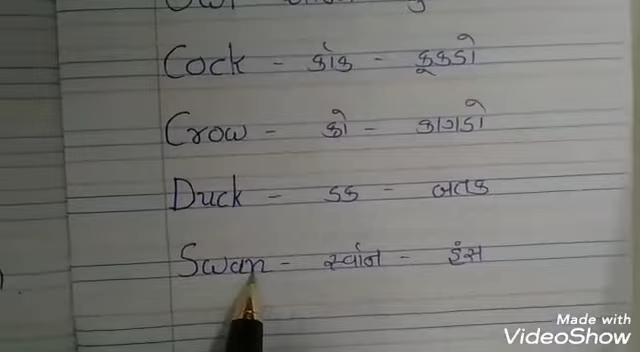 Cock - કૉક - કૂકડો
Crow - ક્રો - કાગડો
Duck - ડક - બતક
Swan - સ્વૉન - હંસ
Made with
VideoShow